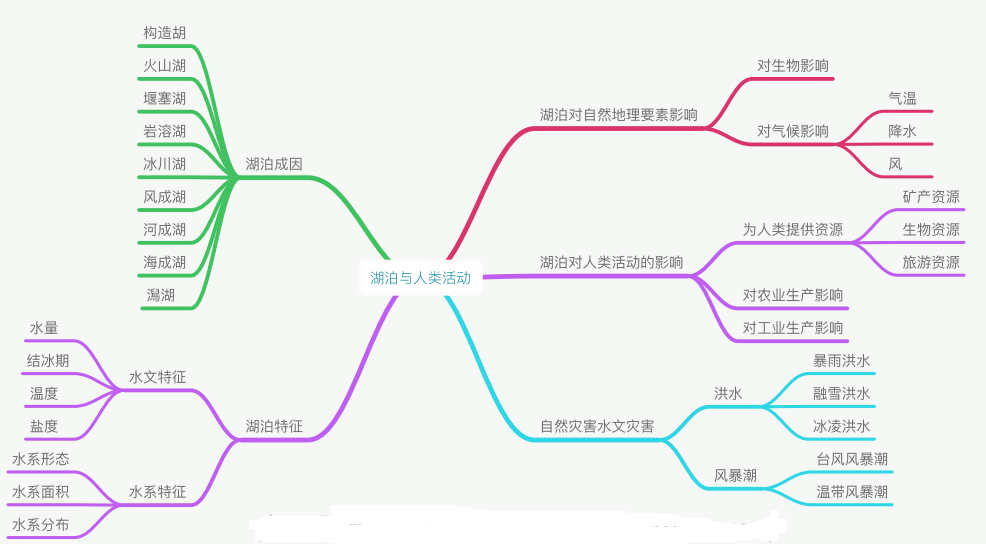 湖泊与人类活动
湖泊成因
构造胡
火山湖
堰塞湖
岩溶湖
冰川湖
风成湖
河成湖
海成湖
潟湖
湖泊特征
水文特征
水量
结冰期
温度
盐度
水系特征
水系形态
水系面积
水系分布
湖泊对自然地理要素影响
对生物影响
对气候影响
气温
降水
风
湖泊对人类活动的影响
为人类提供资源
矿产资源
生物资源
旅游资源
对农业生产影响
对工业生产影响
自然灾害水文灾害
洪水
暴雨洪水
融雪洪水
冰凌洪水
风暴潮
台风风暴潮
温带风暴潮